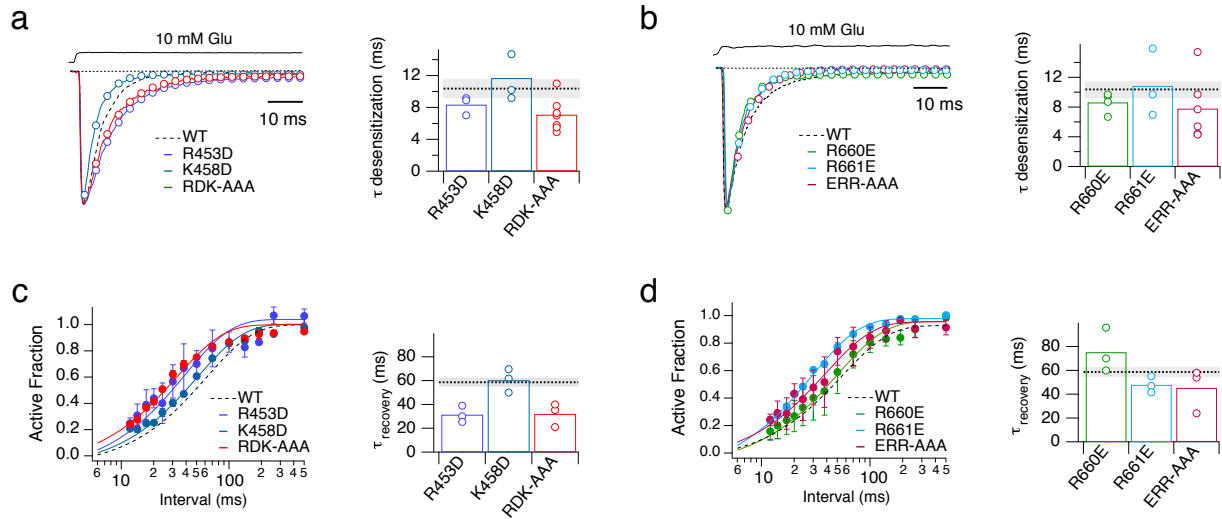 a
10 mM Glu
10 ms
WT
R453D
K458D
RDK-AAA
τ desensitization (ms)
12
8
4
0
R453D
K458D
RDK-AAA
b
10 mM Glu
10 ms
WT
R660E
R661E
ERR-AAA
τ desensitization (ms)
12
8
4
0
R660E
R661E
ERR-AAA
c
Active Fraction
1.0
0.8
0.6
0.4
0.2
0.0
WT
R453D
K458D
RDK-AAA
6 10 2 3 4 5 6 100 2 3 4 5
Interval (ms)
τ recovery (ms)
80
60
40
20
0
R453D
K458D
RDK-AAA
d
Active Fraction
1.0
0.8
0.6
0.4
0.2
0.0
WT
R660E
R661E
ERR-AAA
6 10 2 3 4 5 6 100 2 3 4 5
Interval (ms)
τ recovery (ms)
80
60
40
20
0
R660E
R661E
ERR-AAA